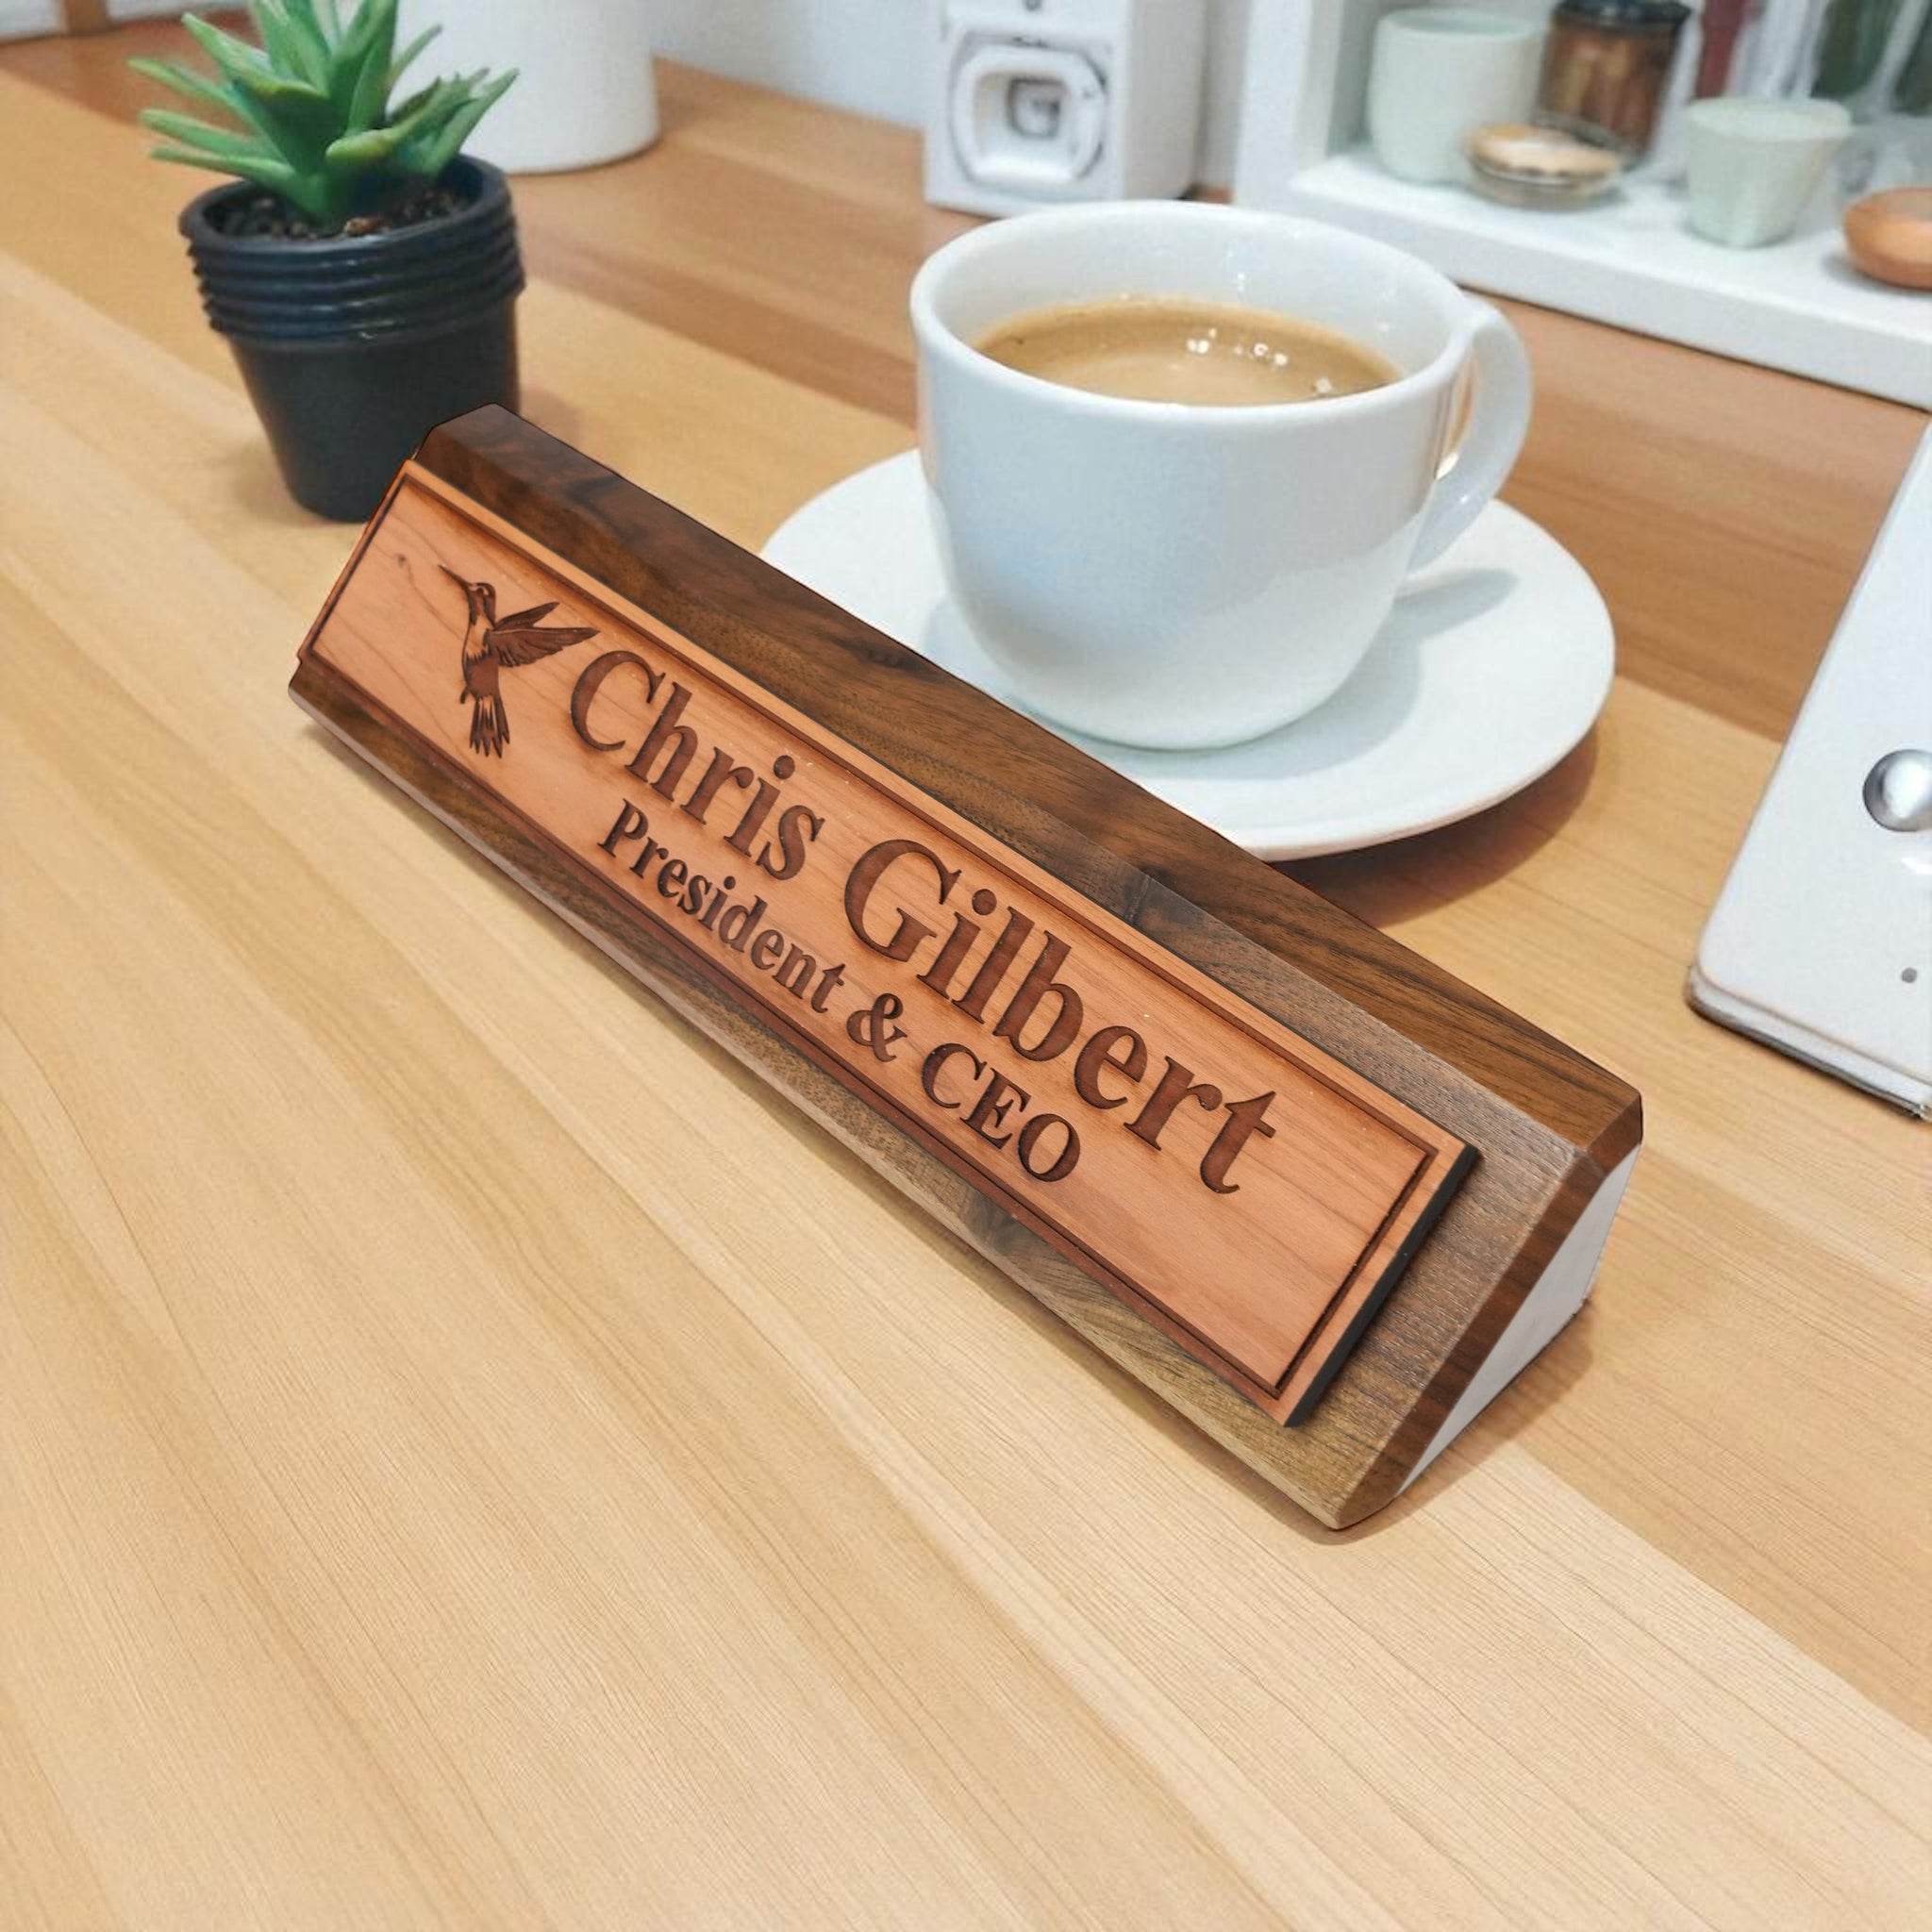 Chris Gilbert
President & CEO